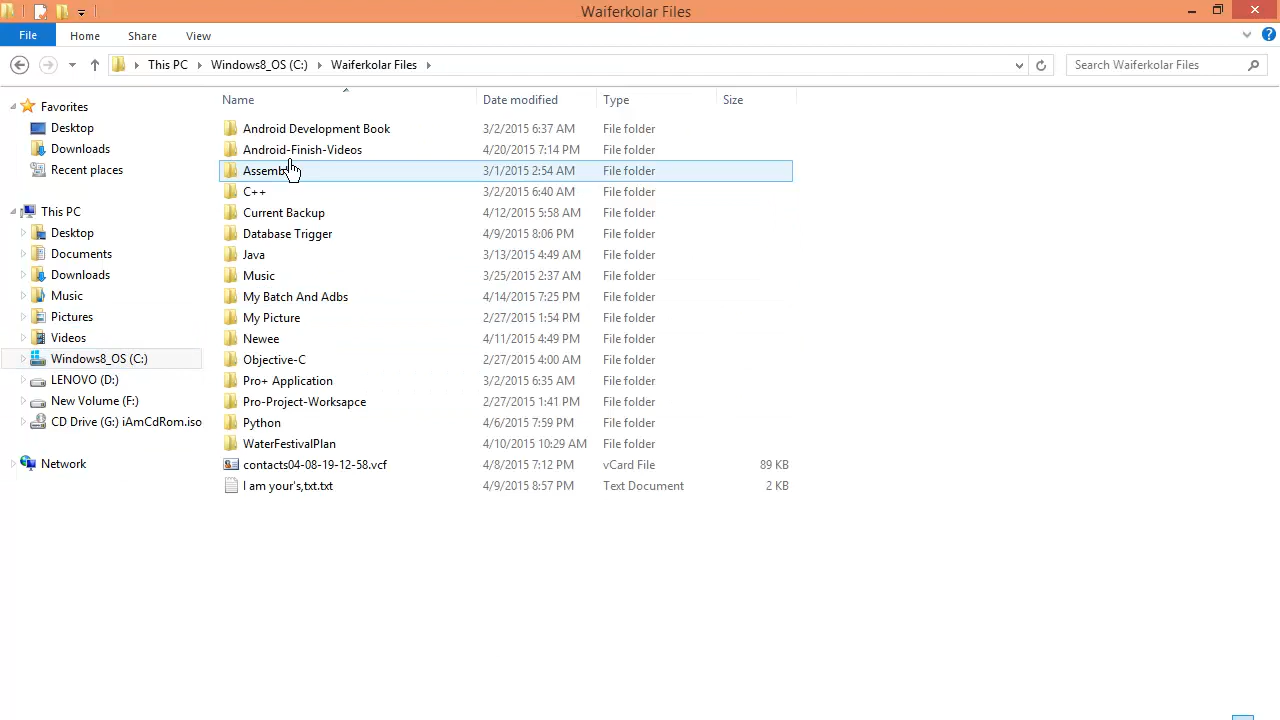 Waiferkolar Files
File Home Share View
This PC Windows8_OS (C:) Waiferkolar Files Search Waiferkolar Files
Name Date modified Type Size
Favorites
Desktop
Downloads
Recent places
This PC
Desktop
Documents
Downloads
Music
Pictures
Videos
Windows8_OS (C:)
LENOVO (D:)
New Volume (F:)
CD Drive (G:) iAmCdRom.iso
Network
Android Development Book 3/2/2015 6:37 AM File folder
Android-Finish-Videos 4/20/2015 7:14 PM File folder
3/1/2015 2:54 AM File folder
C++ 3/2/2015 6:40 AM File folder
Current Backup 4/12/2015 5:58 AM File folder
Database Trigger 4/9/2015 8:06 PM File folder
Java 3/13/2015 4:49 AM File folder
Music 3/25/2015 2:37 AM File folder
My Batch And Adbs 4/14/2015 7:25 PM File folder
My Picture 2/27/2015 1:54 PM File folder
Newee 4/11/2015 4:49 PM File folder
Objective-C 2/27/2015 4:00 AM File folder
Pro+ Application 3/2/2015 6:35 AM File folder
Pro-Project-Worksapce 2/27/2015 1:41 PM File folder
Python 4/6/2015 7:59 PM File folder
WaterFestivalPlan 4/10/2015 10:29 AM File folder
contacts04-08-19-12-58.vcf 4/8/2015 7:12 PM vCard File 89 KB
I am your's,txt.txt 4/9/2015 8:57 PM Text Document 2 KB